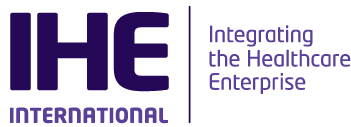 IHE
INTERNATIONAL
Integrating
the Healthcare
Enterprise